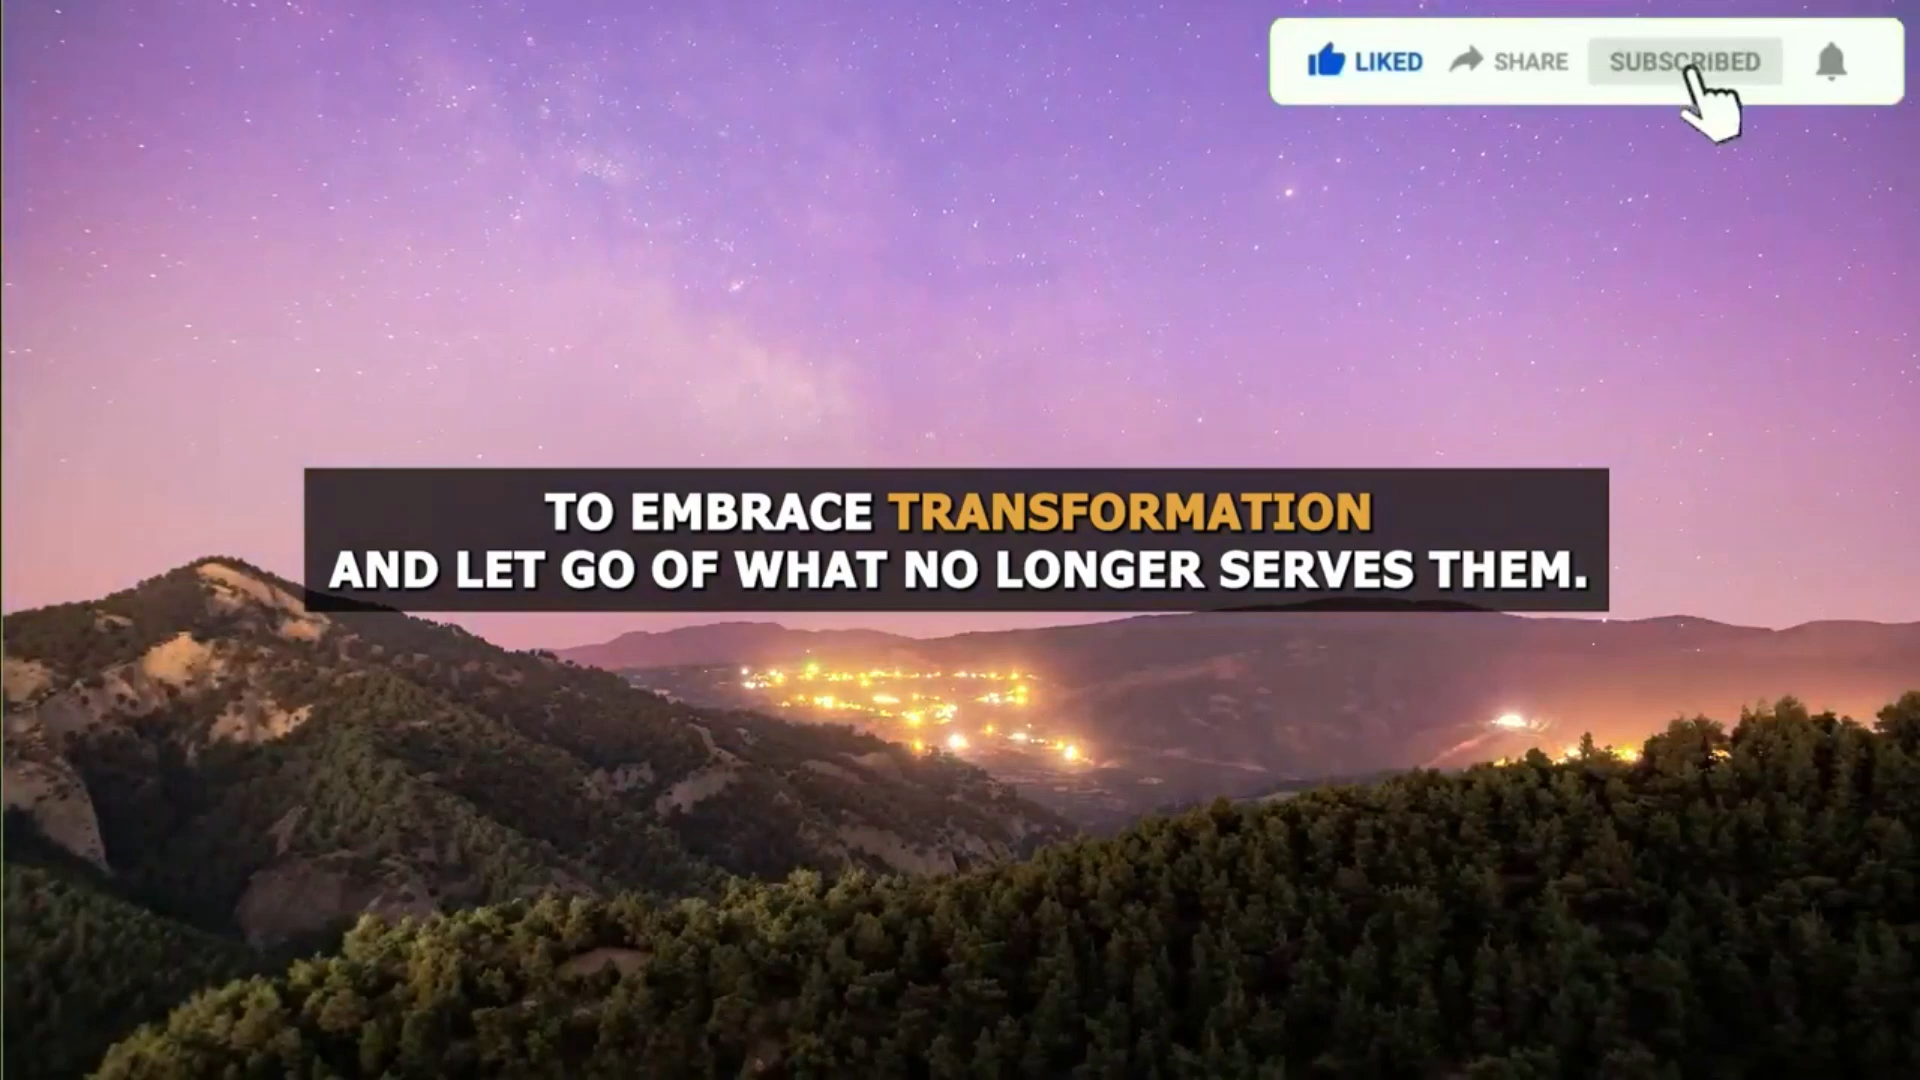 LIKED SHARE SUBSCRIBED
TO EMBRACE TRANSFORMATION
AND LET GO OF WHAT NO LONGER SERVES THEM.